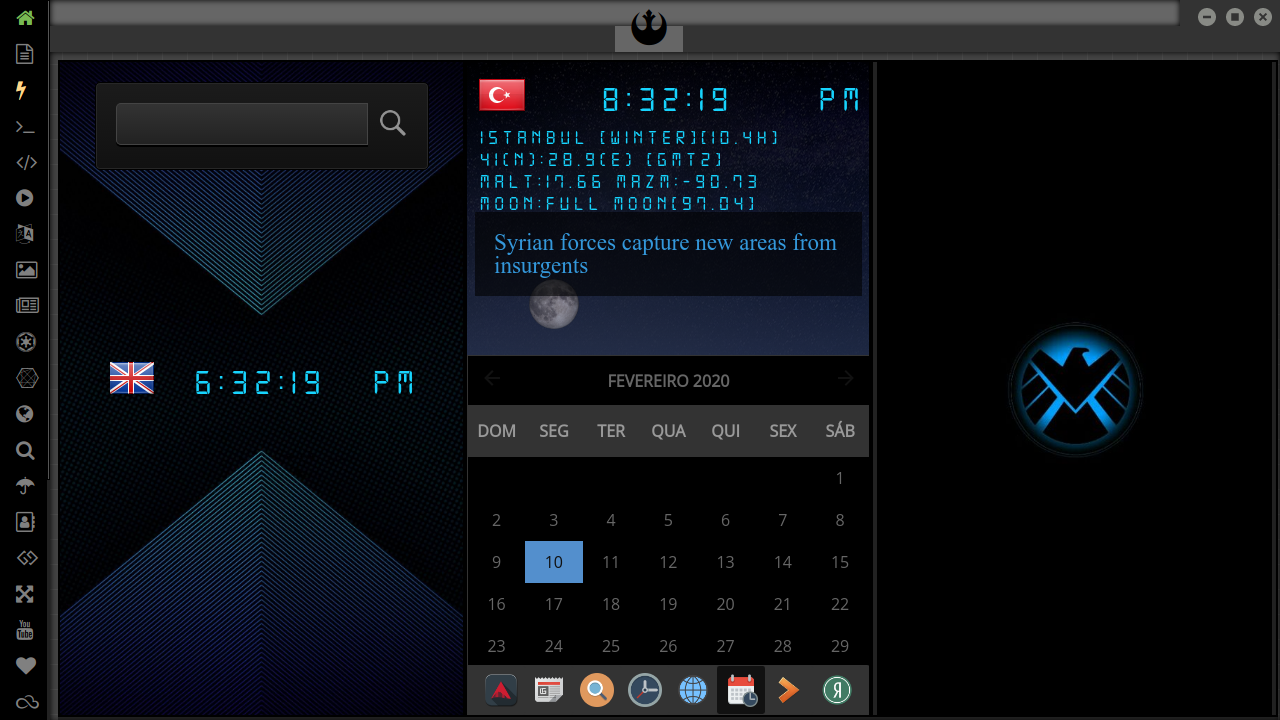 8:32:19 PM
ISTANBUL (WINTER)(10.4H)
41(N):28.9(E) (GMT2)
MALT:17.66 MAZM:-90.73
MOON:FULL MOON(97.04)
Syrian forces capture new areas from
insurgents
6:32:19 PM
FEVEREIRO 2020
DOM SEG TER QUA QUI SEX SÁB
1
2 3 4 5 6 7 8
9 10 11 12 13 14 15
16 17 18 19 20 21 22
23 24 25 26 27 28 29
You
Tube
Я